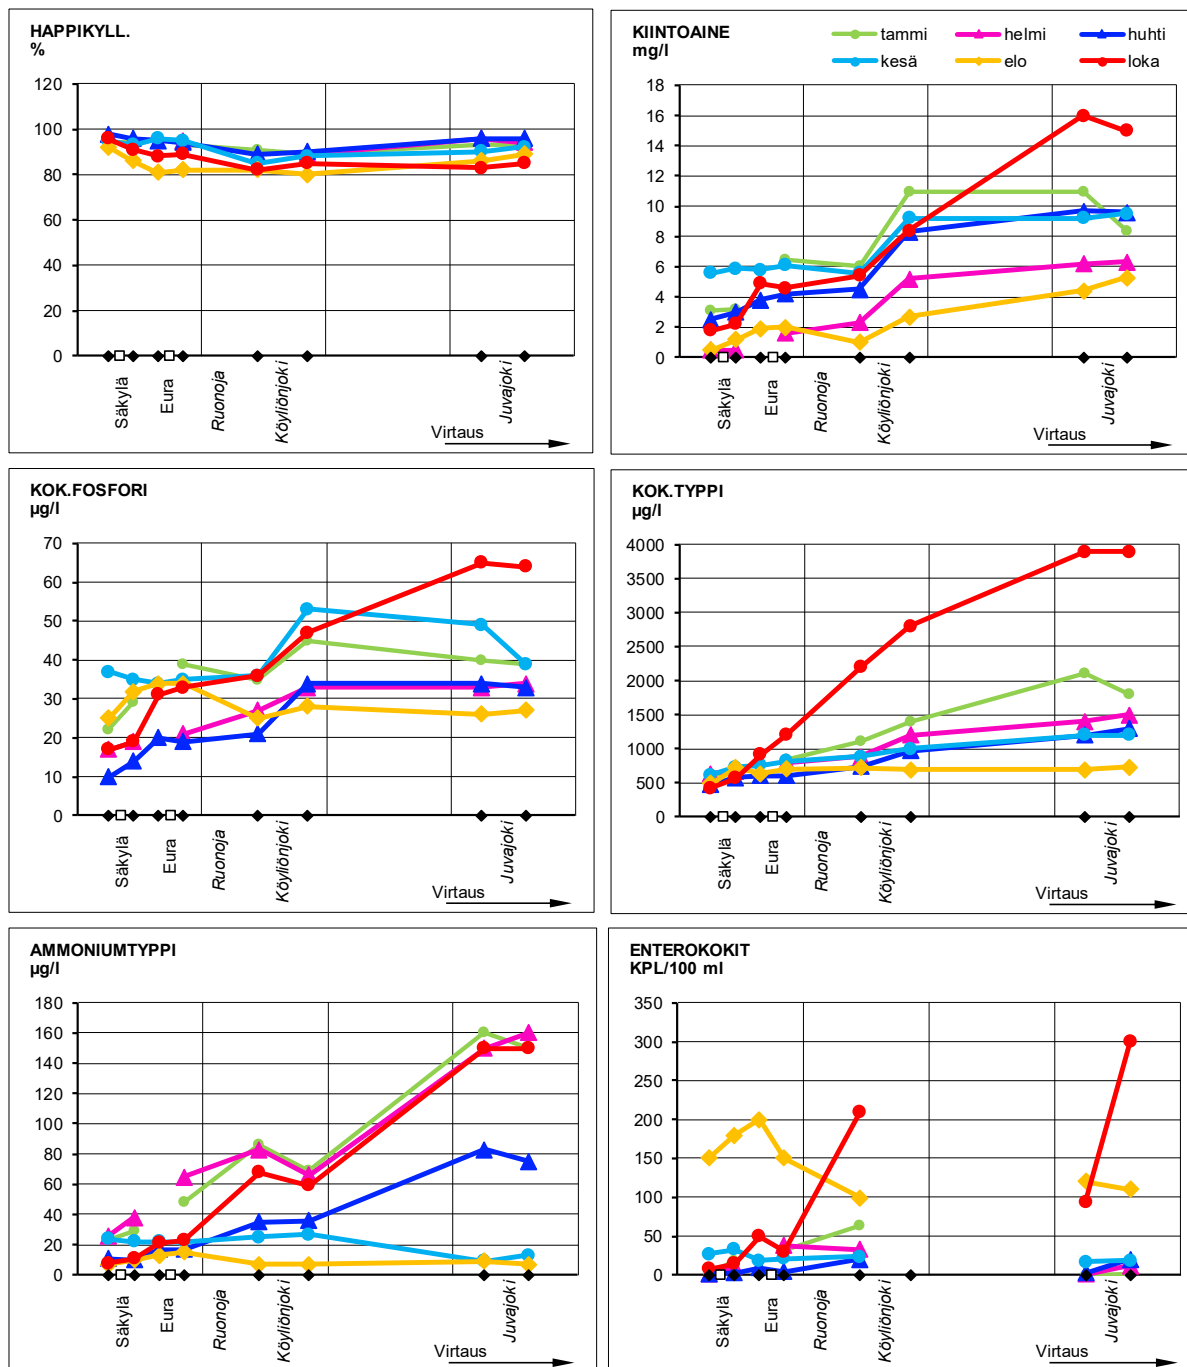 HAPPIKYLL.
%
120
100
80
60
40
20
0
Säkylä
Eura
Ruonoja
Köyliönjoki
Juvajoki
Virtaus
KIINTOAINE
mg/l
tammi
helmi
huhti
kesä
elo
loka
18
16
14
12
10
8
6
4
2
0
Säkylä
Eura
Ruonoja
Köyliönjoki
Juvajoki
Virtaus
KOK.FOSFORI
µg/l
70
60
50
40
30
20
10
0
Säkylä
Eura
Ruonoja
Köyliönjoki
Juvajoki
Virtaus
KOK.TYPPI
µg/l
4000
3500
3000
2500
2000
1500
1000
500
0
Säkylä
Eura
Ruonoja
Köyliönjoki
Juvajoki
Virtaus
AMMONIUMTYPPI
µg/l
180
160
140
120
100
80
60
40
20
0
Säkylä
Eura
Ruonoja
Köyliönjoki
Juvajoki
Virtaus
ENTEROKOKIT
KPL/100 ml
350
300
250
200
150
100
50
0
Säkylä
Eura
Ruonoja
Köyliönjoki
Juvajoki
Virtaus